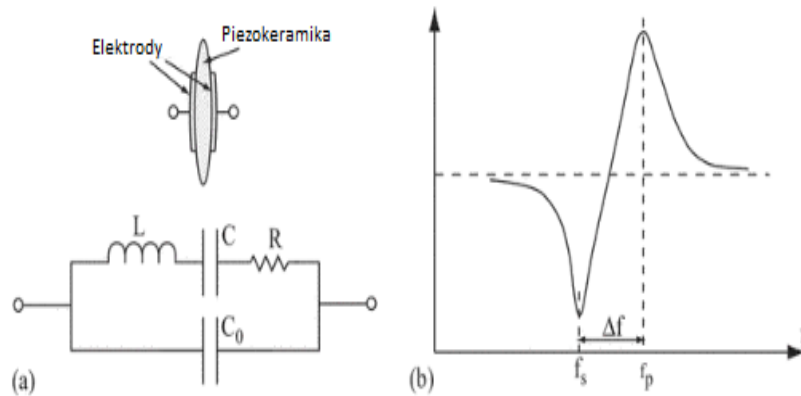 Piezokeramika
Elektrody
L
C
R
C₀
Δf
(a)
(b)
fₛ
fₚ